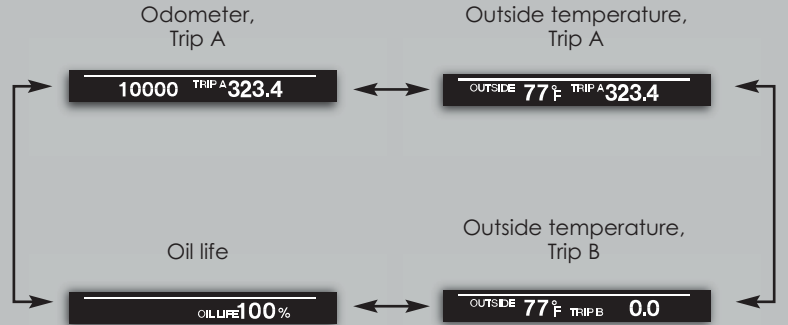 Odometer,
Trip A
10000 TRIP A 323.4
Outside temperature,
Trip A
OUTSIDE 77°F TRIP A 323.4
Oil life
OIL LIFE 100%
Outside temperature,
Trip B
OUTSIDE 77°F TRIP B 0.0